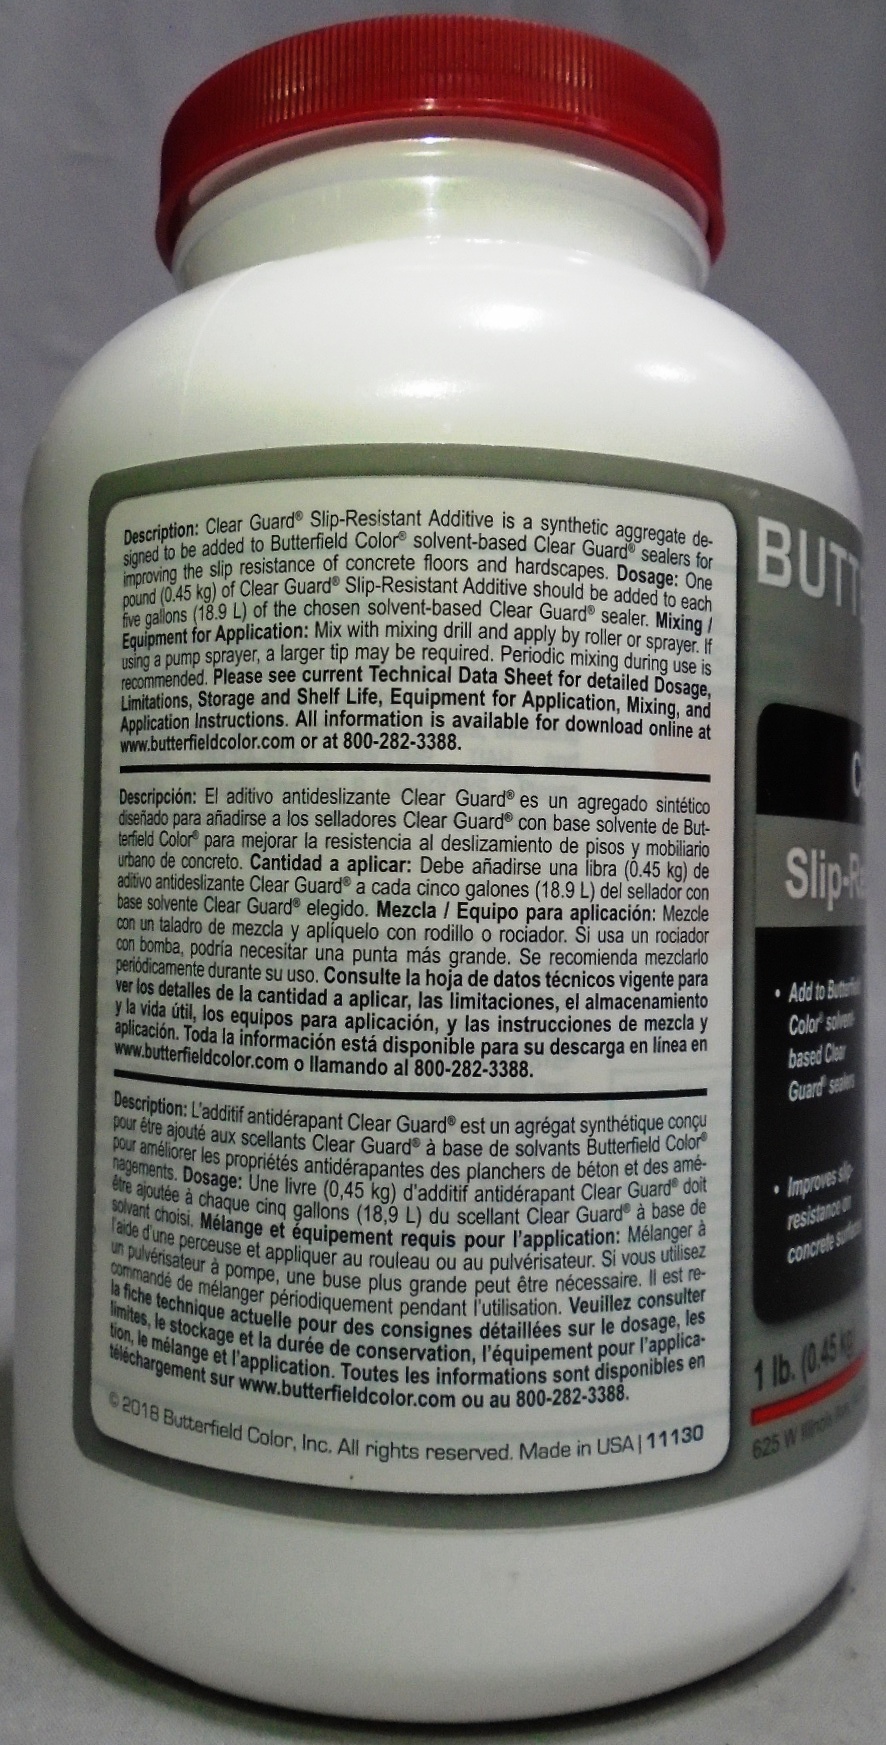 Description: Clear Guard® Slip-Resistant Additive is a synthetic aggregate de-
signed to be added to Butterfield Color® solvent-based Clear Guard® sealers for
improving the slip resistance of concrete floors and hardscapes. Dosage: One
pound (0.45 kg) of Clear Guard® Slip-Resistant Additive should be added to each
five gallons (18.9 L) of the chosen solvent-based Clear Guard® sealer. Mixing /
Equipment for Application: Mix with mixing drill and apply by roller or sprayer. If
using a pump sprayer, a larger tip may be required. Periodic mixing during use is
recommended. Please see current Technical Data Sheet for detailed Dosage,
Limitations, Storage and Shelf Life, Equipment for Application, Mixing, and
Application Instructions. All information is available for download online at
www.butterfieldcolor.com or at 800-282-3388.
Descripción: El aditivo antideslizante Clear Guard® es un agregado sintético
diseñado para añadirse a los selladores Clear Guard® con base solvente de But-
terfield Color® para mejorar la resistencia al deslizamiento de pisos y mobiliario
urbano de concreto. Cantidad a aplicar: Debe añadirse una libra (0.45 kg) de
aditivo antideslizante Clear Guard® a cada cinco galones (18.9 L) del sellador con
base solvente Clear Guard® elegido. Mezcla / Equipo para aplicación: Mezcle
con un taladro de mezcla y aplíquelo con rodillo o rociador. Si usa un rociador
con bomba, podría necesitar una punta más grande. Se recomienda mezclarlo
periódicamente durante su uso. Consulte la hoja de datos técnicos vigente para
ver los detalles de la cantidad a aplicar, las limitaciones, el almacenamiento
y la vida útil, los equipos para aplicación, y las instrucciones de mezcla y
aplicación. Toda la información está disponible para su descarga en línea en
www.butterfieldcolor.com o llamando al 800-282-3388.
Description: L'additif antidérapant Clear Guard® est un agrégat synthétique conçu
pour être ajouté aux scellants Clear Guard® à base de solvants Butterfield Color®
pour améliorer les propriétés antidérapantes des planchers de béton et des amé-
nagements. Dosage: Une livre (0,45 kg) d'additif antidérapant Clear Guard® doit
être ajoutée à chaque cinq gallons (18,9 L) du scellant Clear Guard® à base de
solvant choisi. Mélange et équipement requis pour l'application: Mélanger à
l'aide d'une perceuse et appliquer au rouleau ou au pulvérisateur. Si vous utilisez
un pulvérisateur à pompe, une buse plus grande peut être nécessaire. Il est re-
commandé de mélanger périodiquement pendant l'utilisation. Veuillez consulter
la fiche technique actuelle pour des consignes détaillées sur le dosage, les
limites, le stockage et la durée de conservation, l'équipement pour l'applica-
tion, le mélange et l'application. Toutes les informations sont disponibles en
téléchargement sur www.butterfieldcolor.com ou au 800-282-3388.
© 2018 Butterfield Color, Inc. All rights reserved. Made in USA | 11130
BUTT
Slip-Re
• Add to Butterfield
Color® solvent-
based Clear
Guard® sealers
• Improves slip-
resistance on
concrete surfaces
1 lb. (0.45 kg)
625 W Illinois